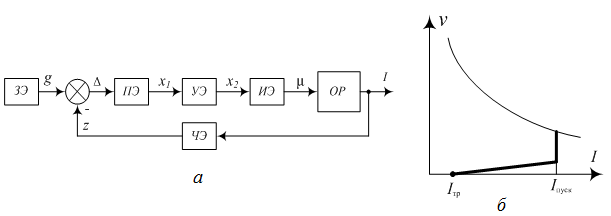 ЗЭ g Δ ПЭ x1 УЭ x2 ИЭ μ ОР I
- z ЧЭ
а
v
Iтр Iпуск I
б